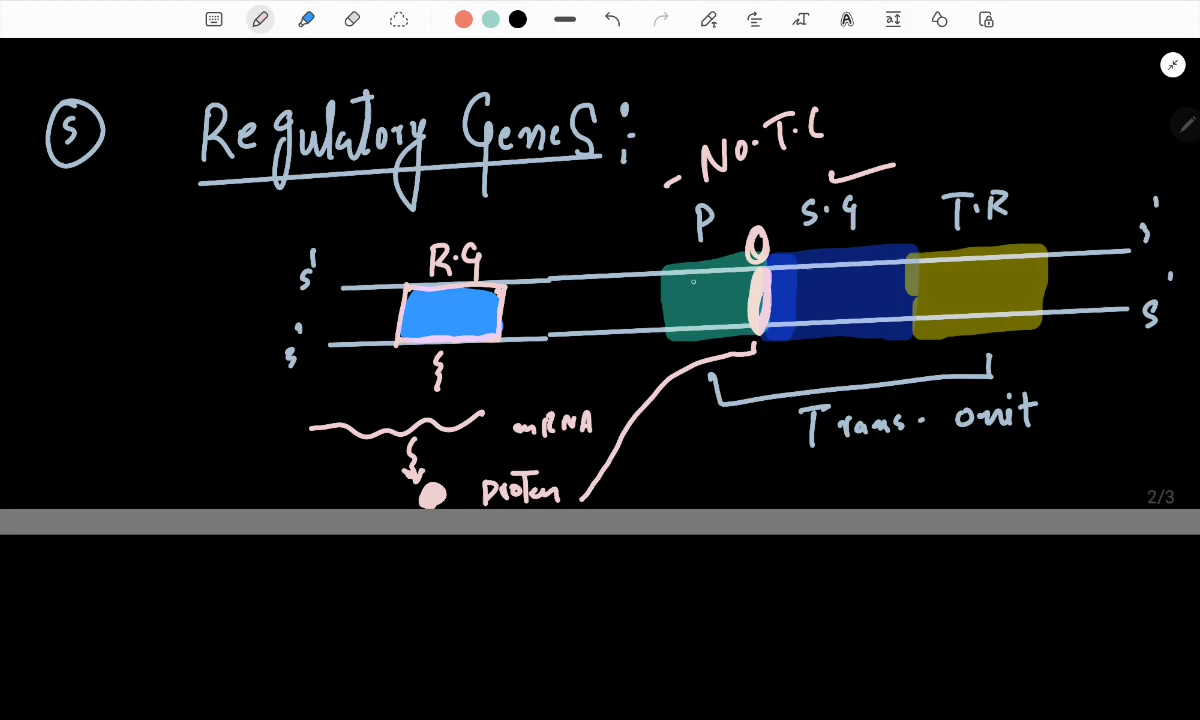 5 Regulatory Genes :
- No. T. C
P O S.G T.R
5' R.G 3'
3' 5'
mRNA
Trans. Unit
Protein
2/3